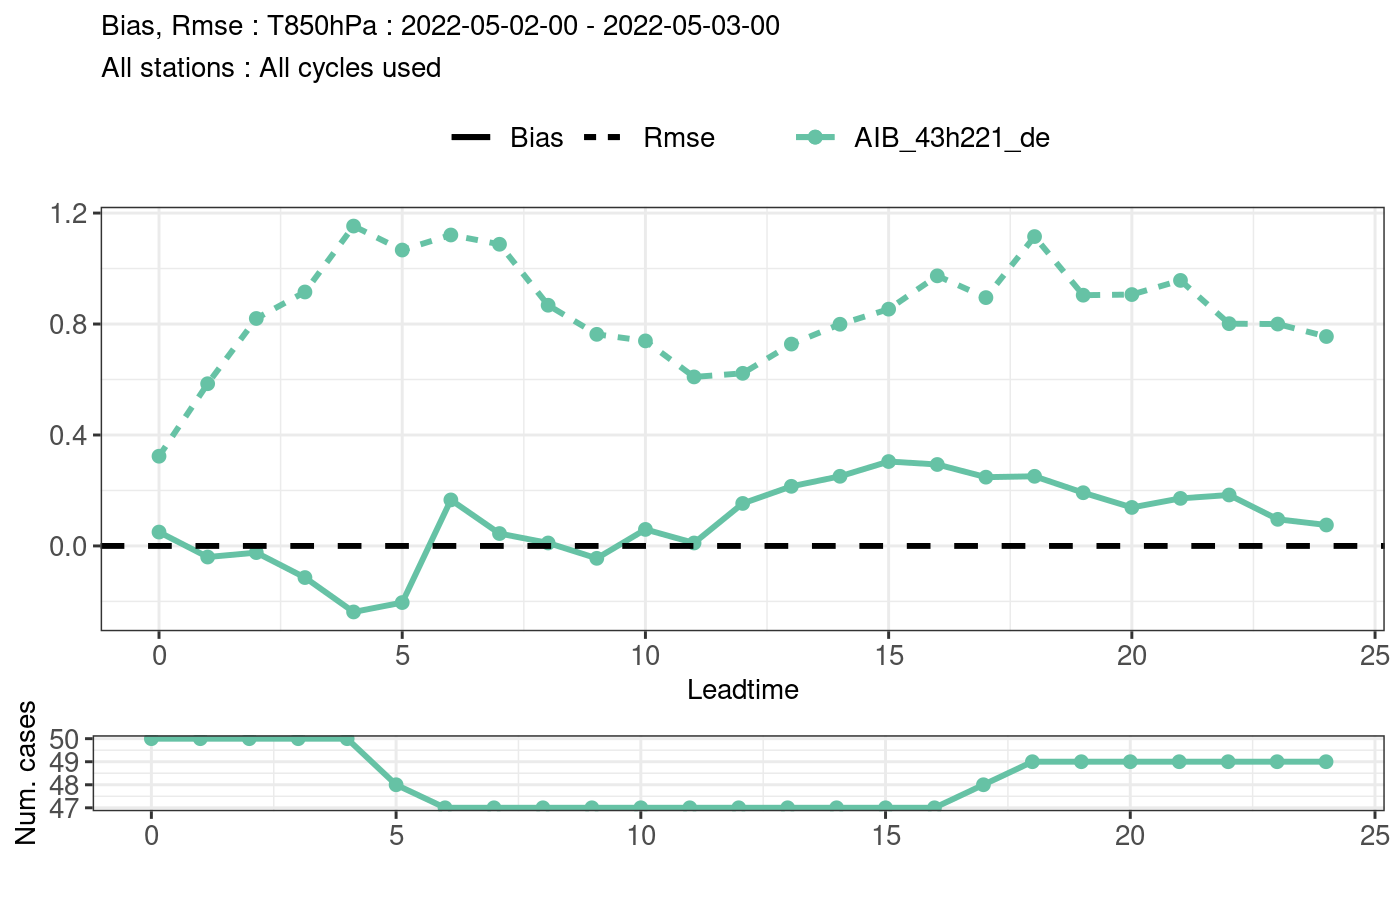 Bias, Rmse : T850hPa : 2022-05-02-00 - 2022-05-03-00
All stations : All cycles used
Bias Rmse AIB_43h221_de
1.2
0.8
0.4
0.0
0 5 10 15 20 25
Leadtime
Num. cases
50
49
48
47
0 5 10 15 20 25